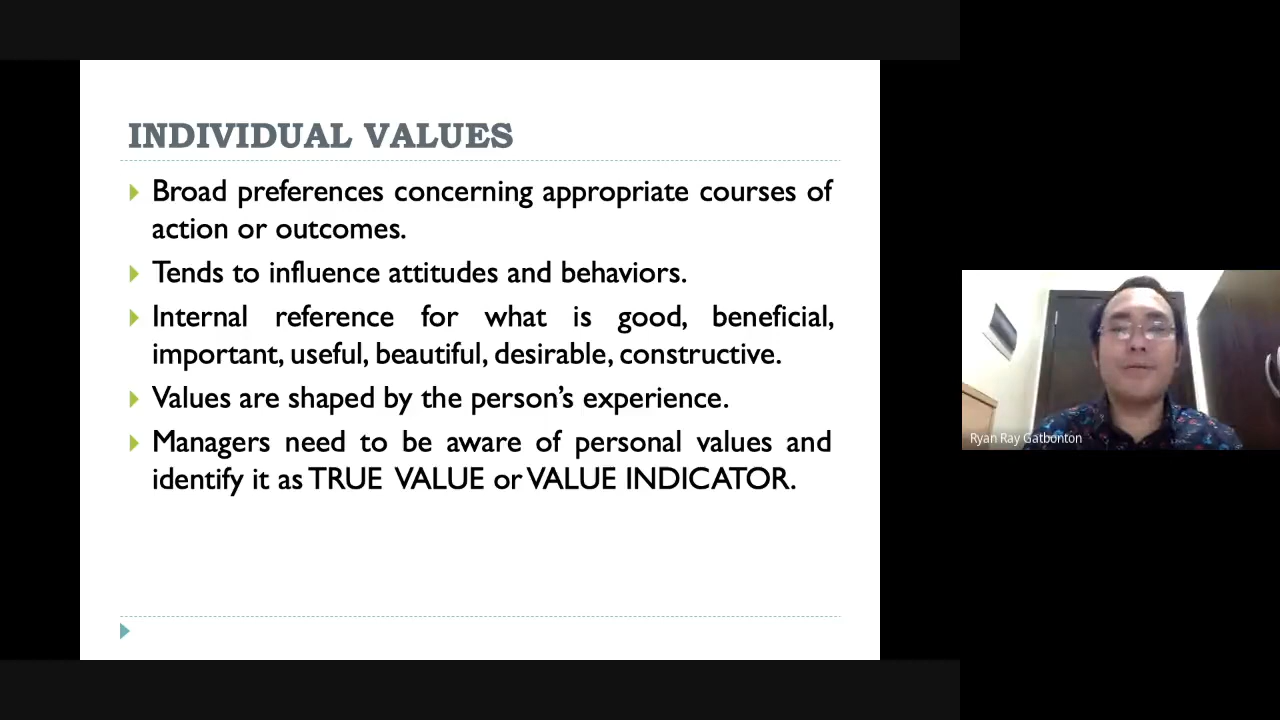 INDIVIDUAL VALUES
Broad preferences concerning appropriate courses of
action or outcomes.
Tends to influence attitudes and behaviors.
Internal reference for what is good, beneficial,
important, useful, beautiful, desirable, constructive.
Values are shaped by the person’s experience.
Managers need to be aware of personal values and
identify it as TRUE VALUE or VALUE INDICATOR.
Ryan Ray Gatbonton